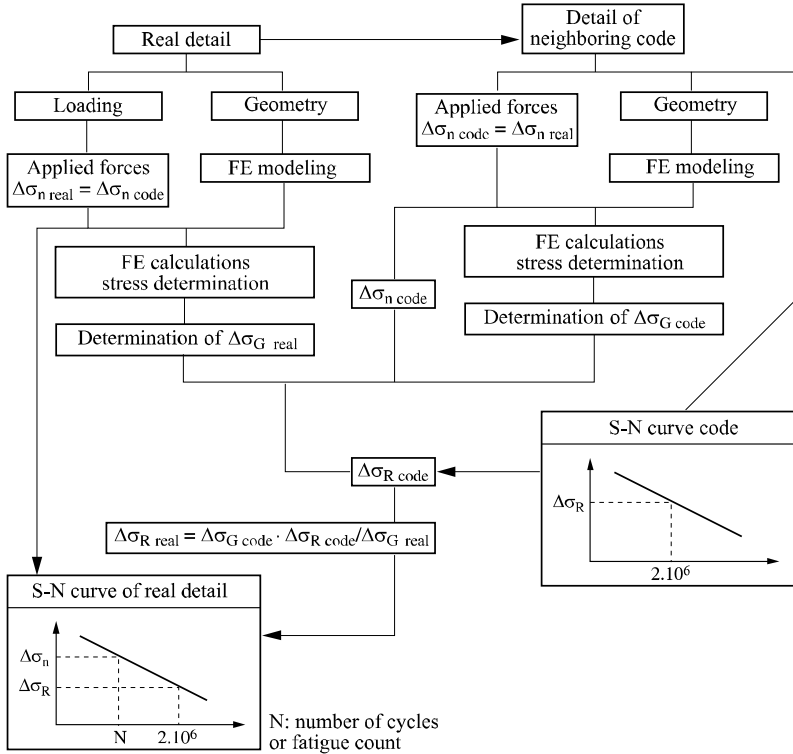 Real detail
Detail of
neighboring code
Loading
Geometry
Applied forces
Δσn real = Δσn code
FE modeling
FE calculations
stress determination
Determination of ΔσG real
Applied forces
Δσn code = Δσn real
Geometry
FE modeling
FE calculations
stress determination
Δσn code
Determination of ΔσG code
S-N curve code
ΔσR
2.10⁶
ΔσR code
ΔσR real = ΔσG code · ΔσR code/ΔσG real
S-N curve of real detail
Δσn
ΔσR
N 2.10⁶
N: number of cycles
or fatigue count